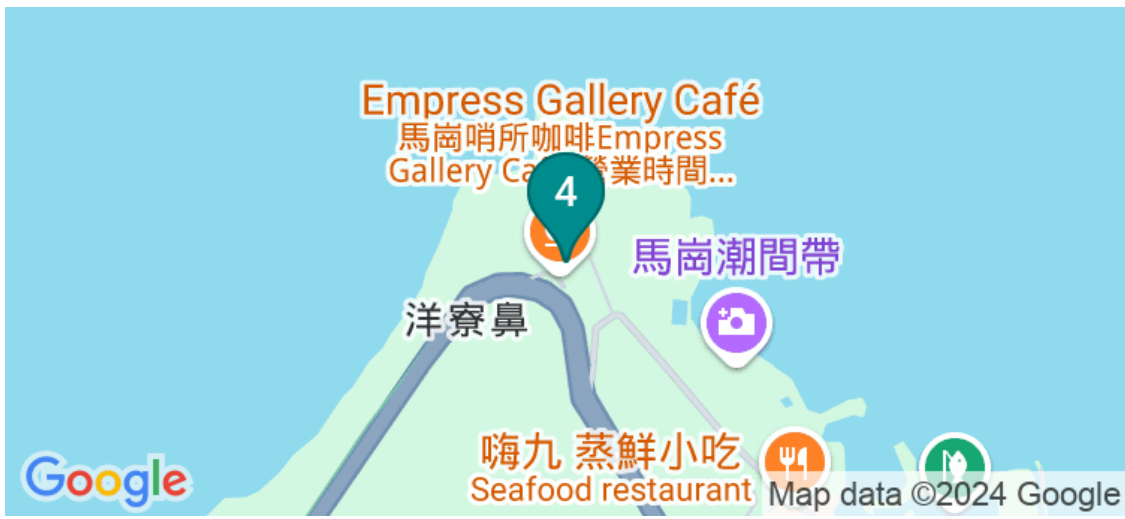 Empress Gallery Café
馬崗哨所咖啡Empress
Gallery 營業時間...
4
馬崗潮間帶
洋寮鼻
嗨九 蒸鮮小吃
Seafood restaurant
Google
Map data ©2024 Google